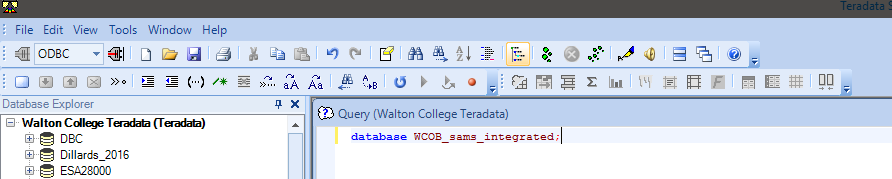 Teradata S
File Edit View Tools Window Help
ODBC
Database Explorer
Query (Walton College Teradata)
Walton College Teradata (Teradata)
DBC
Dillards_2016
ESA28000
database WCOB_sams_integrated;